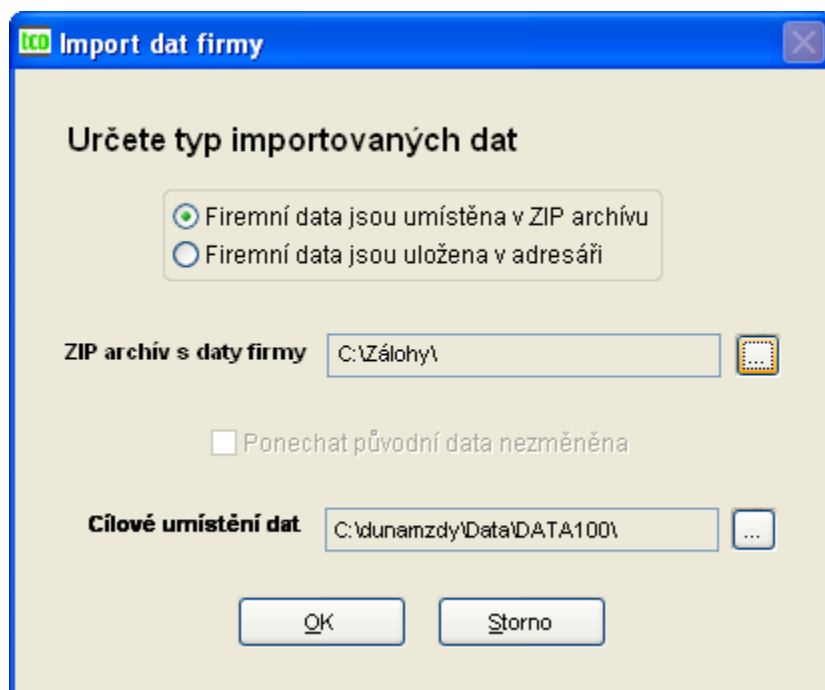 tco Import dat firmy
Určete typ importovaných dat
Firemní data jsou umístěna v ZIP archívu
Firemní data jsou uložena v adresáři
ZIP archív s daty firmy C:\Zálohy\ ...
Ponechat původní data nezměněna
Cílové umístění dat C:\dunamzdy\Data\DATA100\ ...
OK Storno